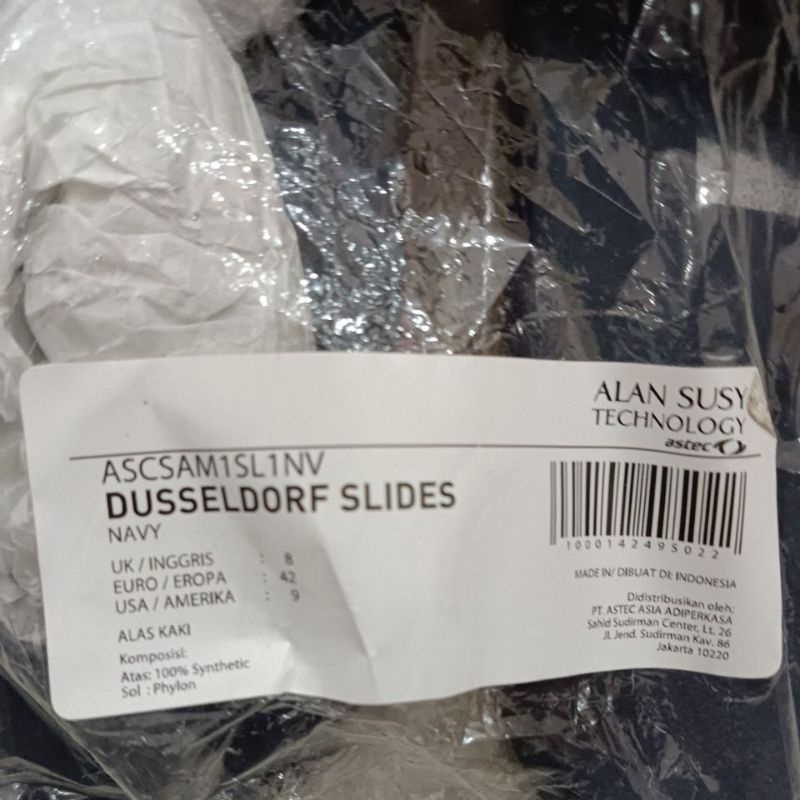 ALAN SUSY
TECHNOLOGY
astec
ASCSAM1SL1NV
DUSSELDORF SLIDES
NAVY
UK / INGGRIS : 8
EURO / EROPA : 42
USA / AMERIKA : 9
ALAS KAKI
Komposisi:
Atas: 100% Synthetic
Sol : Phylon
1000142495022
MADE IN/ DIBUAT DI: INDONESIA
Didistribusikan oleh:
PT. ASTEC ASIA ADIPERKASA
Sahid Sudirman Center, Lt. 26
Jl. Jend. Sudirman Kav. 86
Jakarta 10220